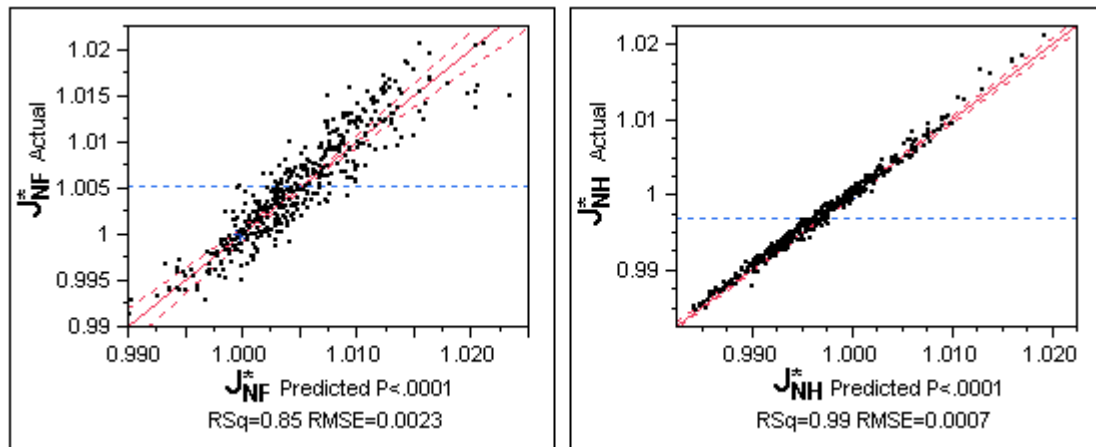 J*NF Actual
1.02
1.015
1.01
1.005
1
0.995
0.99
0.990 1.000 1.010 1.020
J*NF Predicted P<.0001
RSq=0.85 RMSE=0.0023
J*NH Actual
1.02
1.01
1
0.99
0.990 1.000 1.010 1.020
J*NH Predicted P<.0001
RSq=0.99 RMSE=0.0007